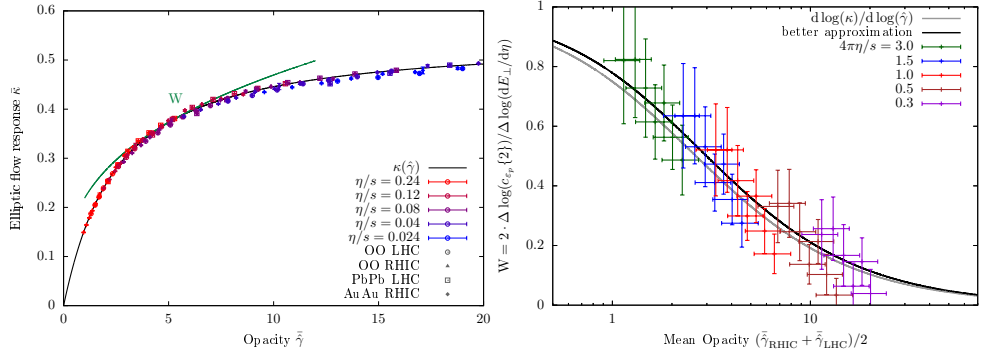 0.6
0.5
0.4
0.3
0.2
0.1
0
0
5
10
15
20
Elliptic flow response κ̄
Opacity γ̄̂
W
κ(γ̂)
η/s = 0.24
η/s = 0.12
η/s = 0.08
η/s = 0.04
η/s = 0.024
OO LHC
OO RHIC
PbPb LHC
AuAu RHIC
1
0.8
0.6
0.4
0.2
0
1
10
W = 2 · Δ log(c_{ε_p}{2})/Δ log(dE_⊥/dη)
Mean Opacity (γ̄̂_RHIC + γ̄̂_LHC)/2
d log(κ)/d log(γ̂)
better approximation
4πη/s = 3.0
1.5
1.0
0.5
0.3